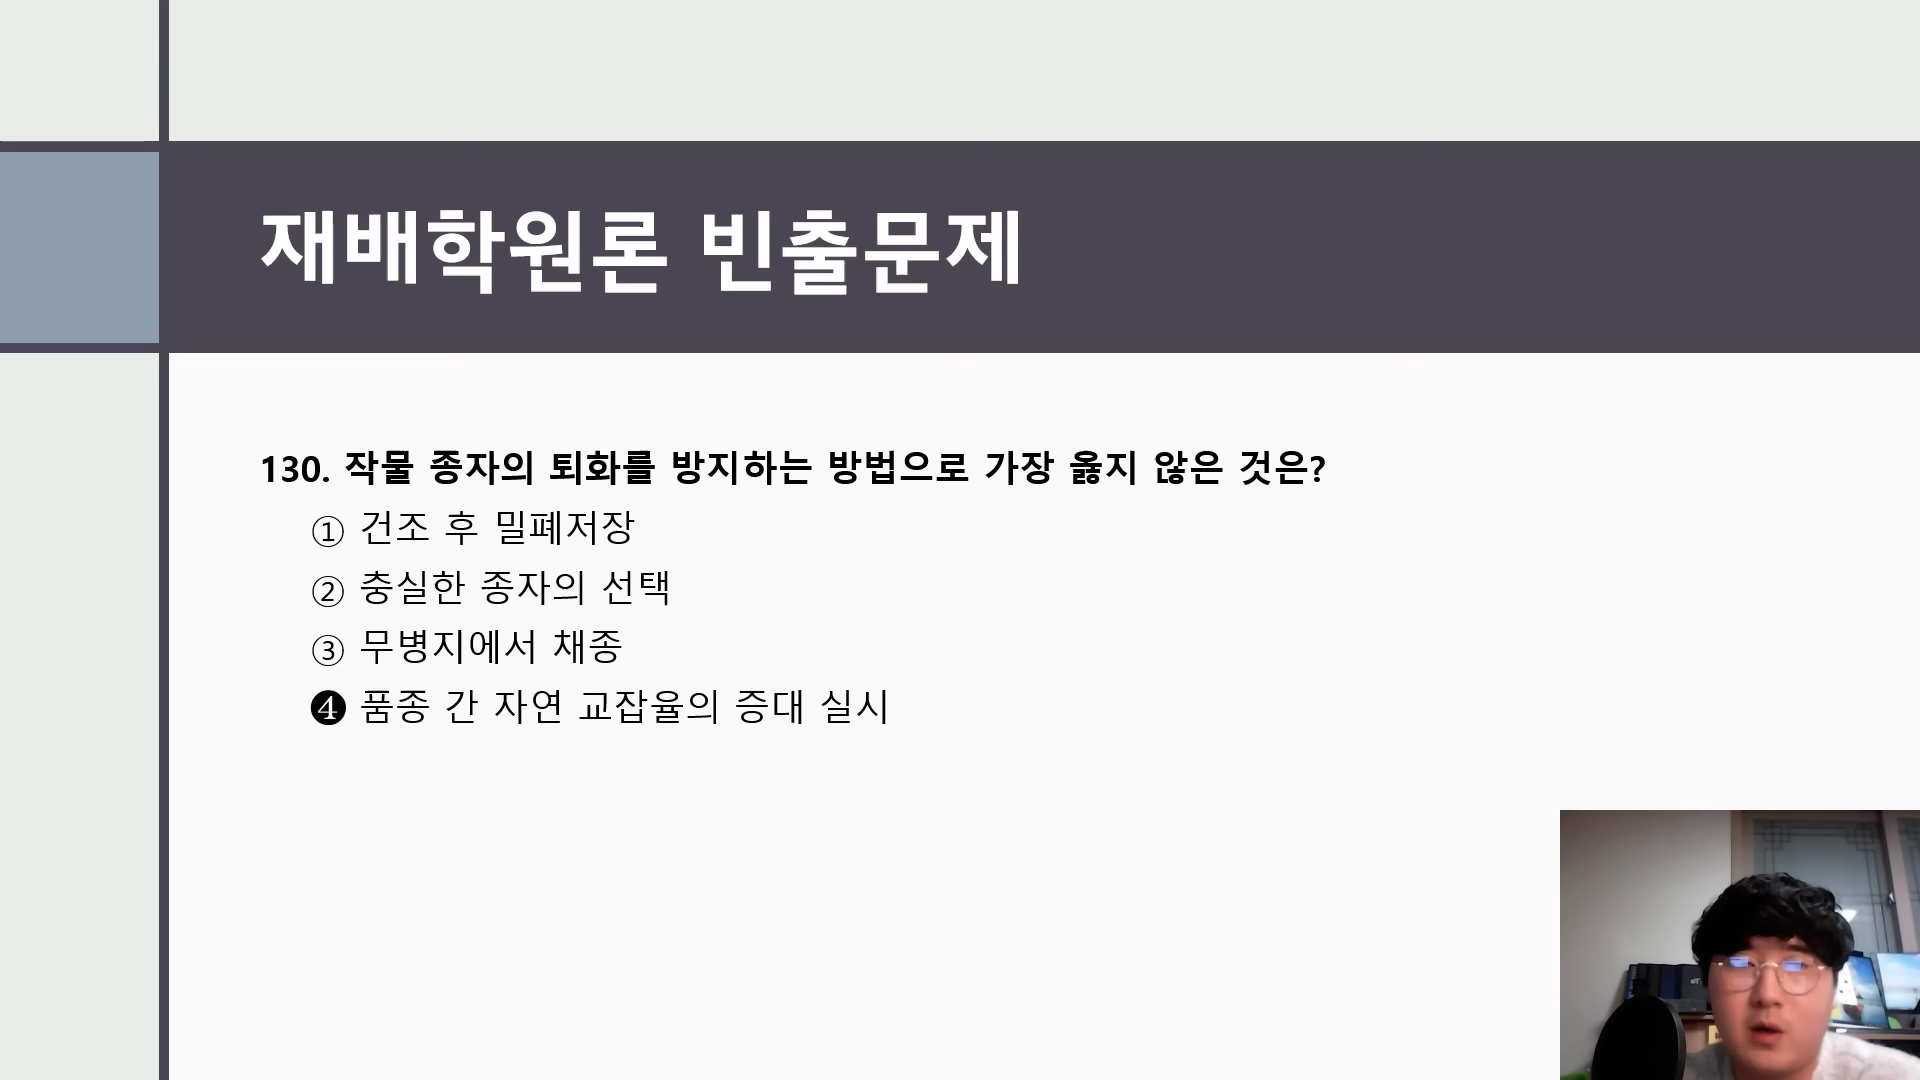 재배학원론 빈출문제
130. 작물 종자의 퇴화를 방지하는 방법으로 가장 옳지 않은 것은?
① 건조 후 밀폐저장
② 충실한 종자의 선택
③ 무병지에서 채종
❹ 품종 간 자연 교잡율의 증대 실시